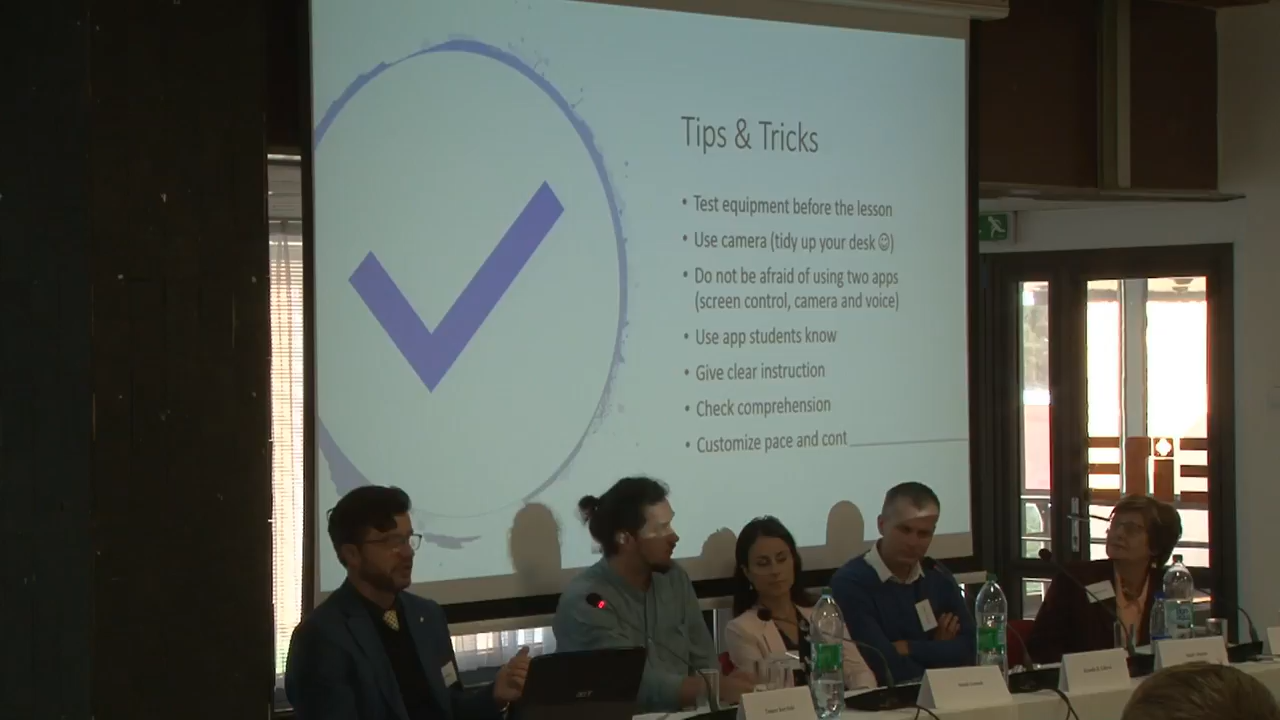 Tips & Tricks
• Test equipment before the lesson
• Use camera (tidy up your desk ☺)
• Do not be afraid of using two apps
(screen control, camera and voice)
• Use app students know
• Give clear instruction
• Check comprehension
• Customize pace and cont
acer